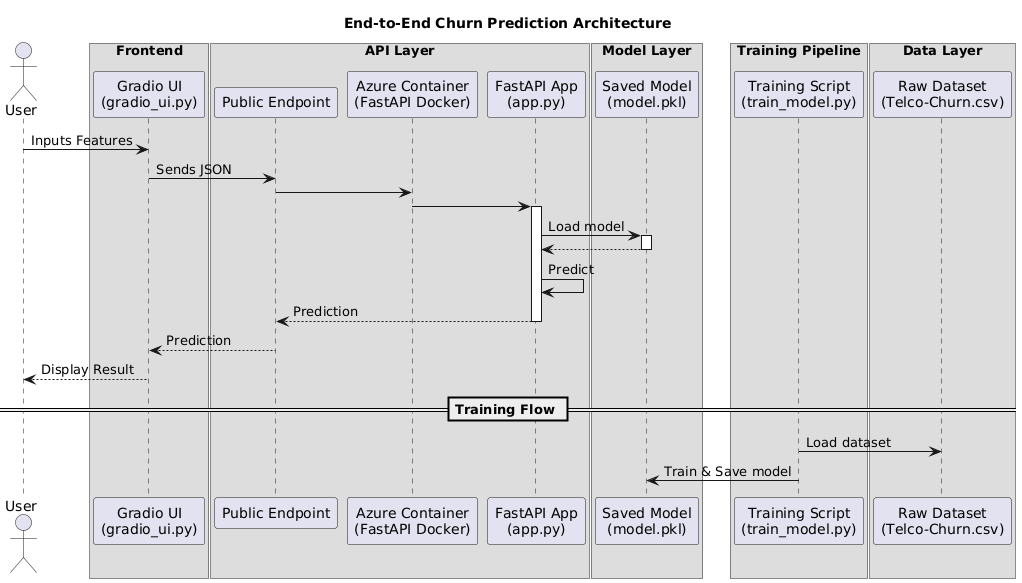 End-to-End Churn Prediction Architecture
Frontend
API Layer
Model Layer
Training Pipeline
Data Layer
User
Gradio UI
(gradio_ui.py)
Public Endpoint
Azure Container
(FastAPI Docker)
FastAPI App
(app.py)
Saved Model
(model.pkl)
Training Script
(train_model.py)
Raw Dataset
(Telco-Churn.csv)
Inputs Features
Sends JSON
Load model
Predict
Prediction
Prediction
Display Result
Training Flow
Load dataset
Train & Save model
User
Gradio UI
(gradio_ui.py)
Public Endpoint
Azure Container
(FastAPI Docker)
FastAPI App
(app.py)
Saved Model
(model.pkl)
Training Script
(train_model.py)
Raw Dataset
(Telco-Churn.csv)